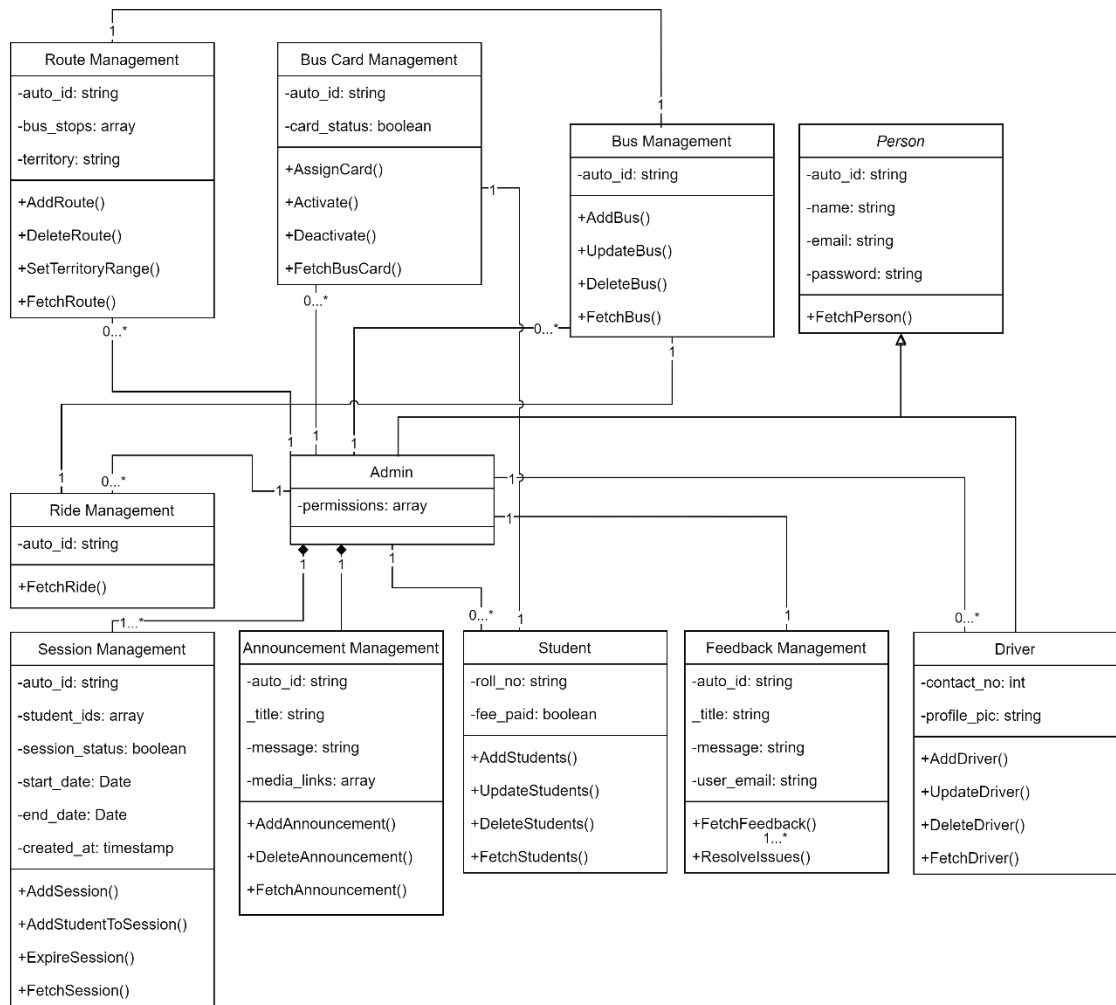 1
Route Management
-auto_id: string
-bus_stops: array
-territory: string
+AddRoute()
+DeleteRoute()
+SetTerritoryRange()
+FetchRoute()
0...*
Bus Card Management
-auto_id: string
-card_status: boolean
+AssignCard()
+Activate()
+Deactivate()
+FetchBusCard()
0...*
1
1
Bus Management
-auto_id: string
+AddBus()
+UpdateBus()
+DeleteBus()
+FetchBus()
0...*
1
Person
-auto_id: string
-name: string
-email: string
-password: string
+FetchPerson()
1
1
1
1
0...*
1
Admin
-permissions: array
1
1
1
1
1
Ride Management
-auto_id: string
+FetchRide()
1...*
0...*
1
1
0...*
Session Management
-auto_id: string
-student_ids: array
-session_status: boolean
-start_date: Date
-end_date: Date
-created_at: timestamp
+AddSession()
+AddStudentToSession()
+ExpireSession()
+FetchSession()
Announcement Management
-auto_id: string
_title: string
-message: string
-media_links: array
+AddAnnouncement()
+DeleteAnnouncement()
+FetchAnnouncement()
Student
-roll_no: string
-fee_paid: boolean
+AddStudents()
+UpdateStudents()
+DeleteStudents()
+FetchStudents()
Feedback Management
-auto_id: string
_title: string
-message: string
-user_email: string
+FetchFeedback()
1...*
+ResolveIssues()
Driver
-contact_no: int
-profile_pic: string
+AddDriver()
+UpdateDriver()
+DeleteDriver()
+FetchDriver()